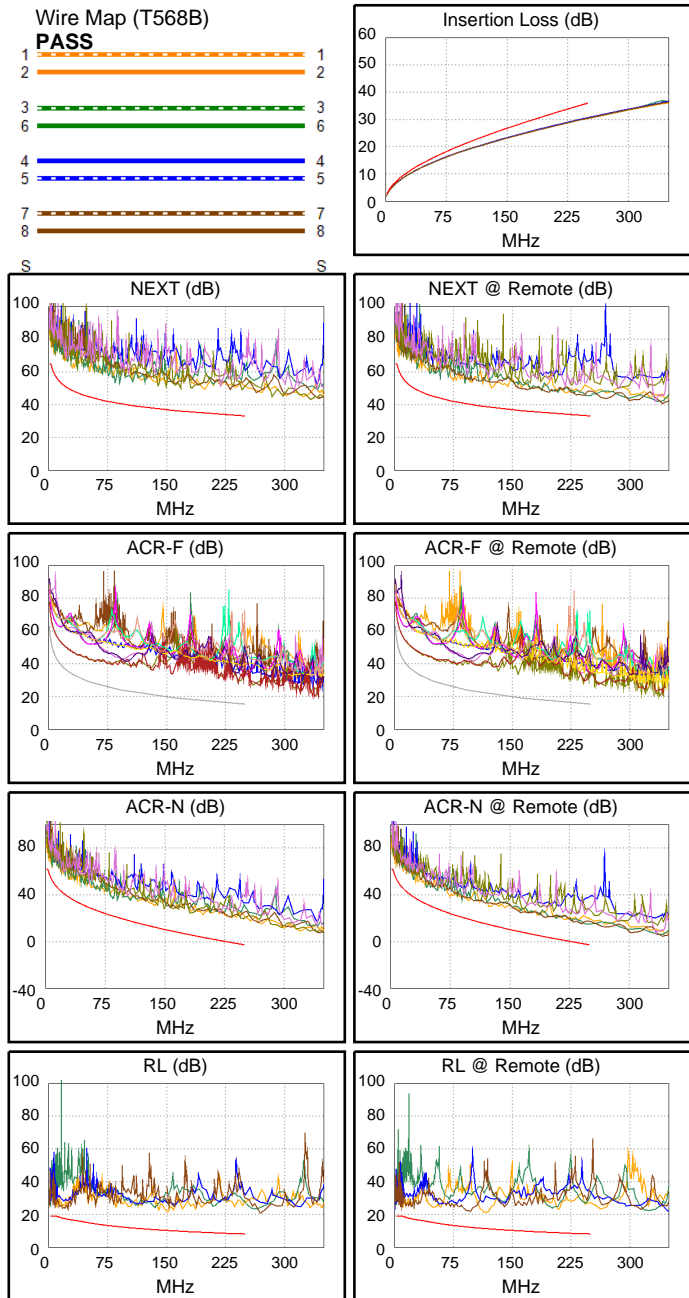 Wire Map (T568B)
PASS
1 1
2 2
3 3
6 6
4 4
5 5
7 7
8 8
S S
Insertion Loss (dB)
60
50
40
30
20
10
0
0 75 150 225 300
MHz
NEXT (dB)
100
80
60
40
20
0
0 75 150 225 300
MHz
NEXT @ Remote (dB)
100
80
60
40
20
0
0 75 150 225 300
MHz
ACR-F (dB)
100
80
60
40
20
0
0 75 150 225 300
MHz
ACR-F @ Remote (dB)
100
80
60
40
20
0
0 75 150 225 300
MHz
ACR-N (dB)
80
40
0
-40
0 75 150 225 300
MHz
ACR-N @ Remote (dB)
80
40
0
-40
0 75 150 225 300
MHz
RL (dB)
100
80
60
40
20
0
0 75 150 225 300
MHz
RL @ Remote (dB)
100
80
60
40
20
0
0 75 150 225 300
MHz